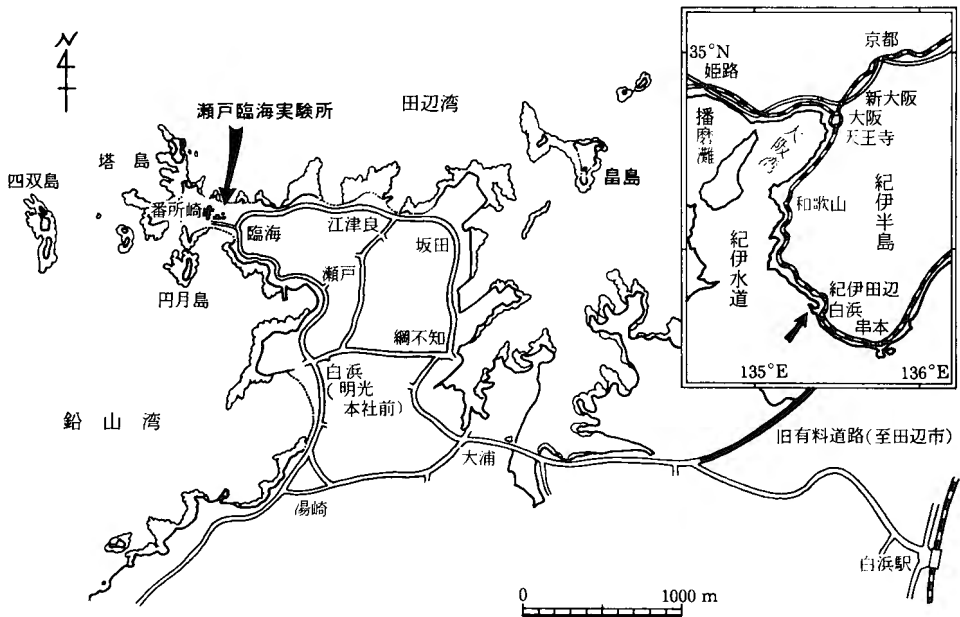 N
瀬戸臨海実験所
田辺湾
塔島
四双島
番所崎
臨海
円月島
江津良
瀬戸
坂田
畠島
綱不知
白浜
(明光
本社前)
鉛山湾
大浦
湯崎
旧有料道路(至田辺市)
白浜駅
0 1000 m
35°N
京都
姫路
新大阪
大阪
天王寺
播磨灘
大阪湾
和歌山
紀伊半島
紀伊水道
紀伊田辺
白浜
串本
135°E
136°E